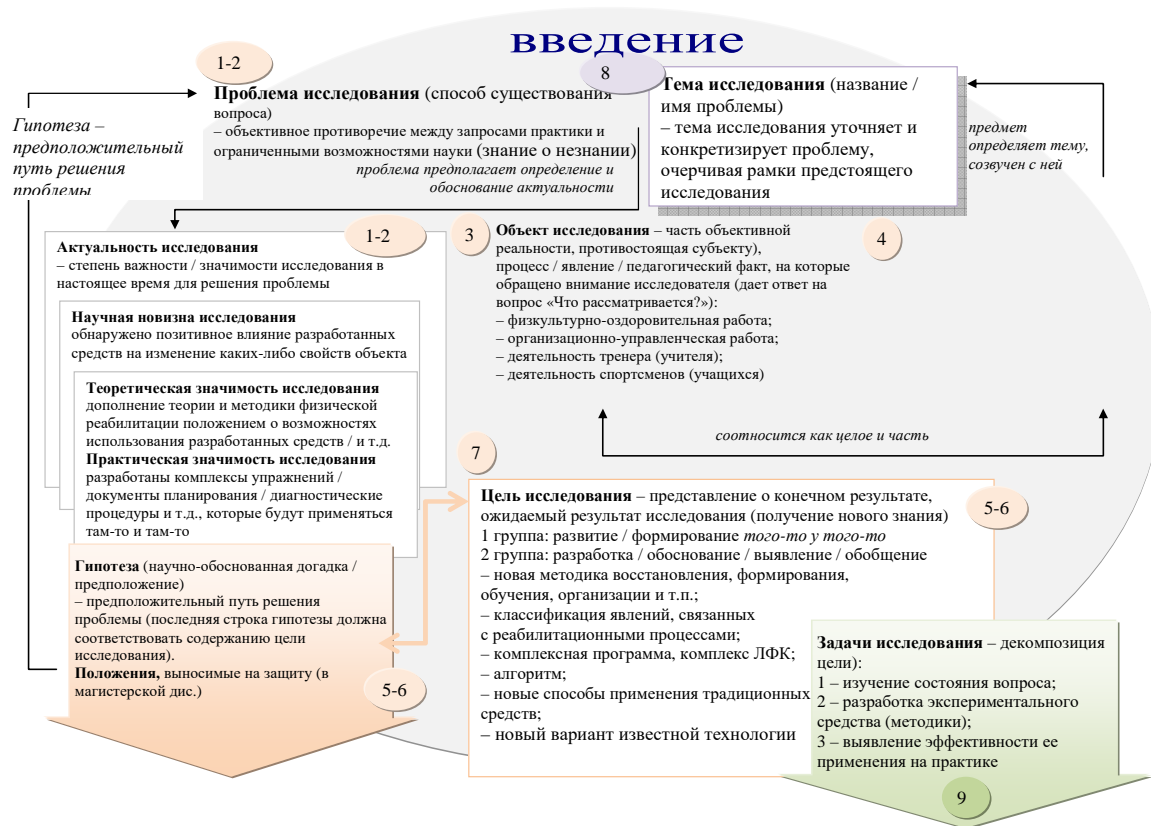 введение
1-2
Проблема исследования (способ существования
вопроса)
– объективное противоречие между запросами практики и
ограниченными возможностями науки (знание о незнании)
проблема предполагает определение и
обоснование актуальности
8
Тема исследования (название /
имя проблемы)
– тема исследования уточняет и
конкретизирует проблему,
очерчивая рамки предстоящего
исследования
предмет
определяет тему,
созвучен с ней
Гипотеза –
предположительный
путь решения
проблемы
1-2
Актуальность исследования
– степень важности / значимости исследования в
настоящее время для решения проблемы
Научная новизна исследования
обнаружено позитивное влияние разработанных
средств на изменение каких-либо свойств объекта
Теоретическая значимость исследования
дополнение теории и методики физической
реабилитации положением о возможностях
использования разработанных средств / и т.д.
Практическая значимость исследования
разработаны комплексы упражнений /
документы планирования / диагностические
процедуры и т.д., которые будут применяться
там-то и там-то
3
Объект исследования – часть объективной
реальности, противостоящая субъекту),
процесс / явление / педагогический факт, на которые
обращено внимание исследователя (дает ответ на
вопрос «Что рассматривается?»):
– физкультурно-оздоровительная работа;
– организационно-управленческая работа;
– деятельность тренера (учителя);
– деятельность спортсменов (учащихся)
4
соотносится как целое и часть
7
Цель исследования – представление о конечном результате,
ожидаемый результат исследования (получение нового знания)
1 группа: развитие / формирование того-то у того-то
2 группа: разработка / обоснование / выявление / обобщение
– новая методика восстановления, формирования,
обучения, организации и т.п.;
– классификация явлений, связанных
с реабилитационными процессами;
– комплексная программа, комплекс ЛФК;
– алгоритм;
– новые способы применения традиционных
средств;
– новый вариант известной технологии
5-6
Гипотеза (научно-обоснованная догадка /
предположение)
– предположительный путь решения
проблемы (последняя строка гипотезы должна
соответствовать содержанию цели
исследования).
Положения, выносимые на защиту (в
магистерской дис.)
5-6
Задачи исследования – декомпозиция
цели):
1 – изучение состояния вопроса;
2 – разработка экспериментального
средства (методики);
3 – выявление эффективности ее
применения на практике
9